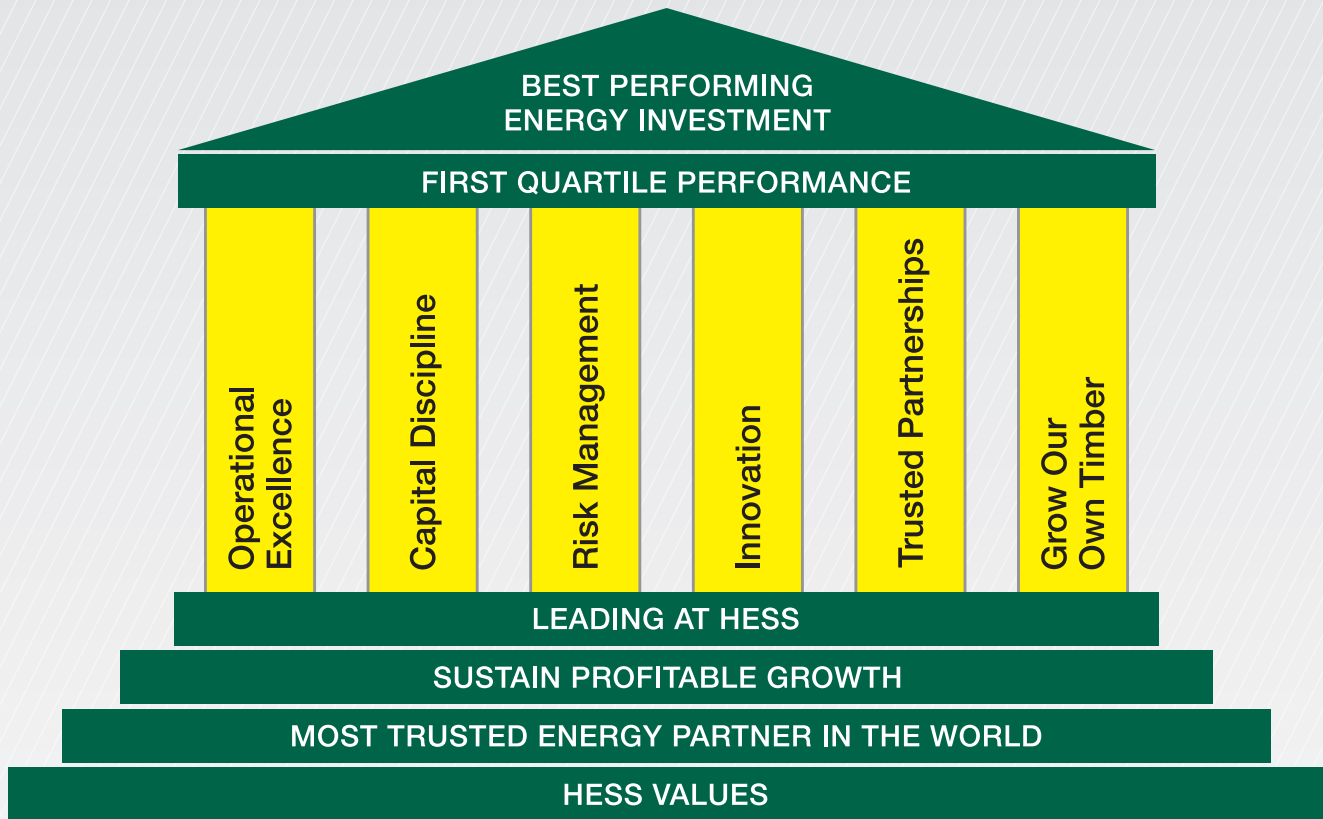 BEST PERFORMING
ENERGY INVESTMENT
FIRST QUARTILE PERFORMANCE
Operational
Excellence
Capital Discipline
Risk Management
Innovation
Trusted Partnerships
Grow Our
Own Timber
LEADING AT HESS
SUSTAIN PROFITABLE GROWTH
MOST TRUSTED ENERGY PARTNER IN THE WORLD
HESS VALUES